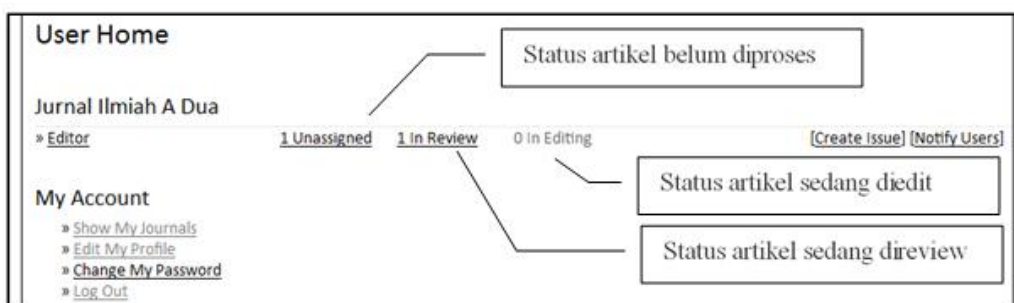 User Home
Status artikel belum diproses
Jurnal Ilmiah A Dua
» Editor 1 Unassigned 1 In Review 0 In Editing [Create Issue] [Notify Users]
Status artikel sedang diedit
My Account
» Show My Journals
» Edit My Profile
Status artikel sedang direview
» Change My Password
» Log Out